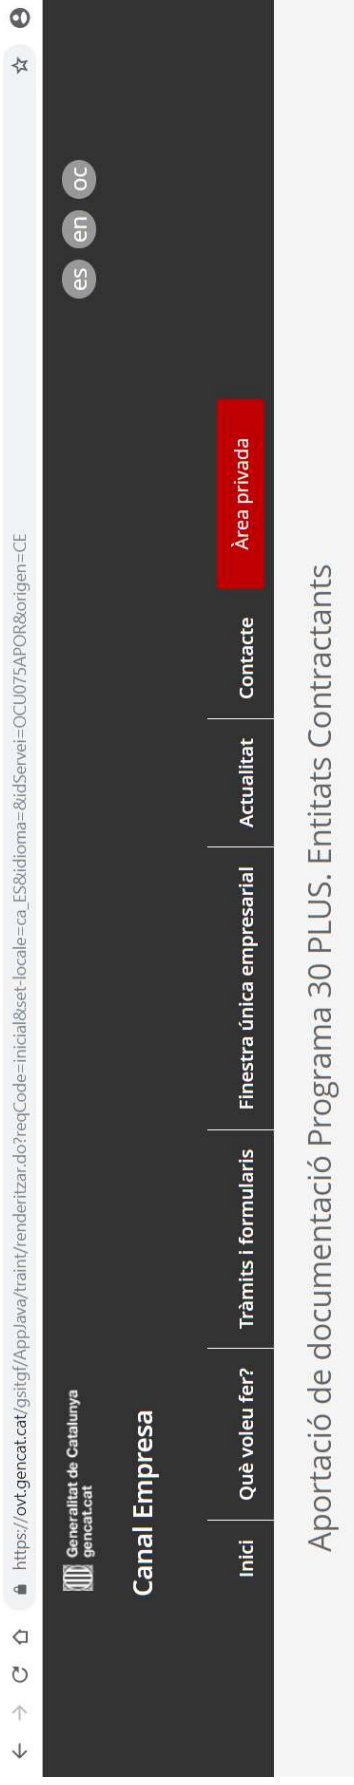 https://ovt.gencat.cat/gsitgf/AppJava/traint/renderitzar.do?reqCode=inicial&set-locale=ca_ES&idioma=&idServei=OCU075APOR&origen=CE
Generalitat de Catalunya
gencat.cat
es en oc
Canal Empresa
Inici Què voleu fer? Tràmits i formularis Finestra única empresarial Actualitat Contacte Àrea privada
Aportació de documentació Programa 30 PLUS. Entitats Contractants